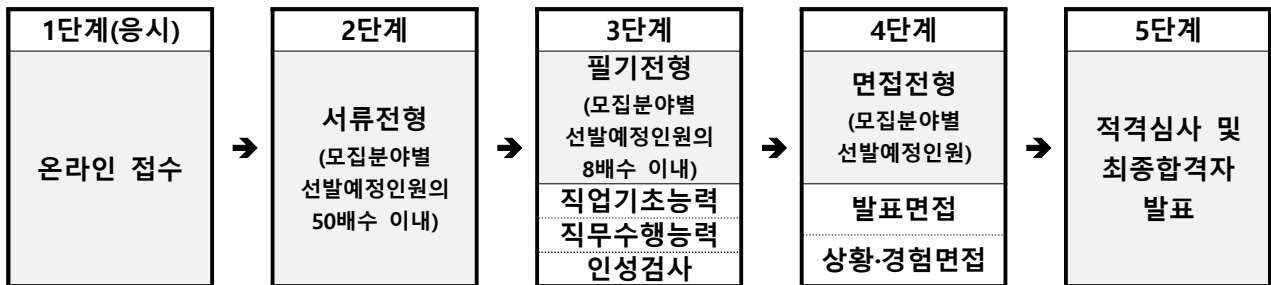 1단계(응시)
온라인 접수
➔
2단계
서류전형
(모집분야별
선발예정인원의
50배수 이내)
➔
3단계
필기전형
(모집분야별
선발예정인원의
8배수 이내)
직업기초능력
직무수행능력
인성검사
➔
4단계
면접전형
(모집분야별
선발예정인원)
발표면접
상황·경험면접
➔
5단계
적격심사 및
최종합격자
발표